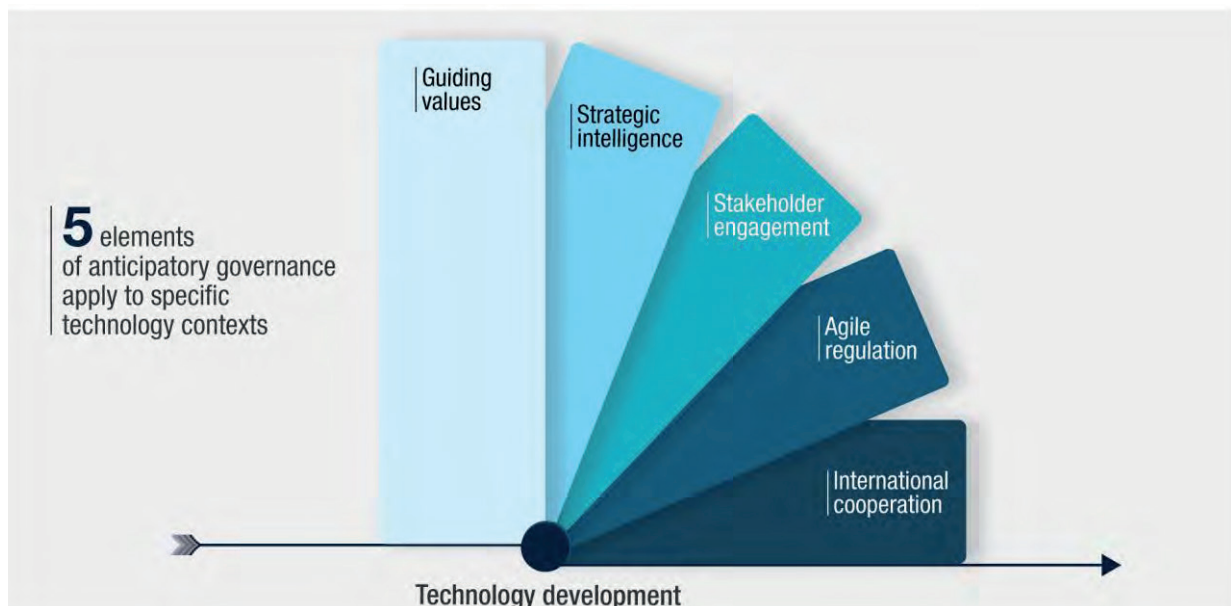 5 elements
of anticipatory governance
apply to specific
technology contexts
Guiding
values
Strategic
intelligence
Stakeholder
engagement
Agile
regulation
International
cooperation
Technology development